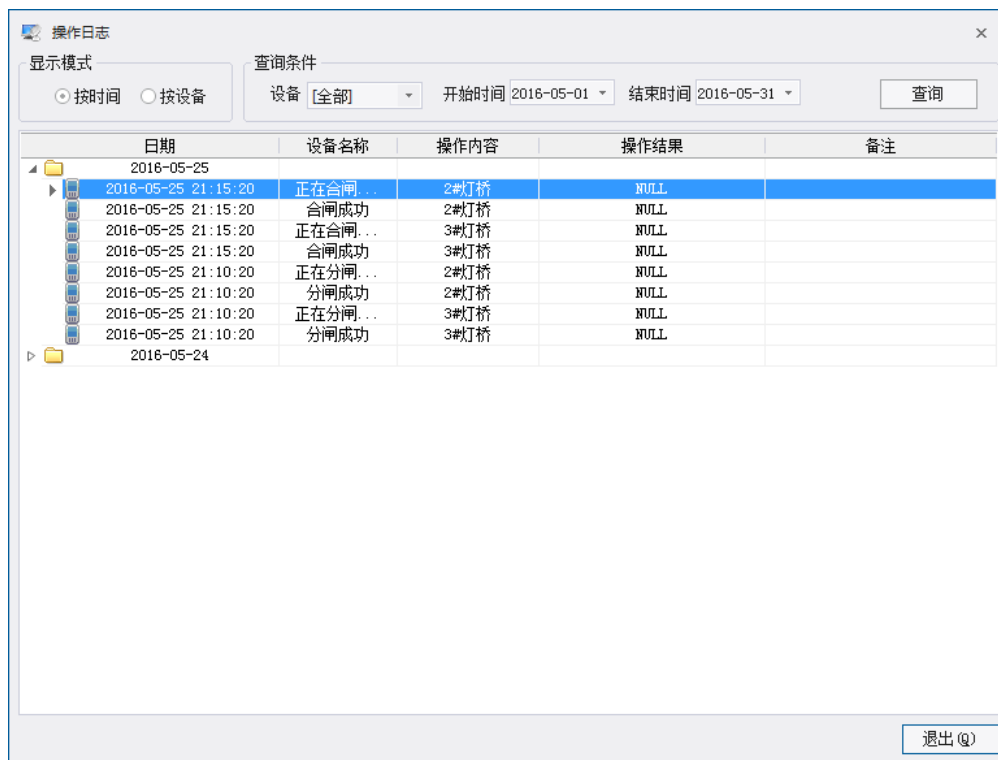 操作日志
显示模式 查询条件
按时间 按设备 设备 [全部] 开始时间 2016-05-01 结束时间 2016-05-31 查询
日期 设备名称 操作内容 操作结果 备注
2016-05-25
2016-05-25 21:15:20 正在合闸... 2#灯桥 NULL
2016-05-25 21:15:20 合闸成功 2#灯桥 NULL
2016-05-25 21:15:20 正在合闸... 3#灯桥 NULL
2016-05-25 21:15:20 合闸成功 3#灯桥 NULL
2016-05-25 21:10:20 正在分闸... 2#灯桥 NULL
2016-05-25 21:10:20 分闸成功 2#灯桥 NULL
2016-05-25 21:10:20 正在分闸... 3#灯桥 NULL
2016-05-25 21:10:20 分闸成功 3#灯桥 NULL
2016-05-24
退出(Q)